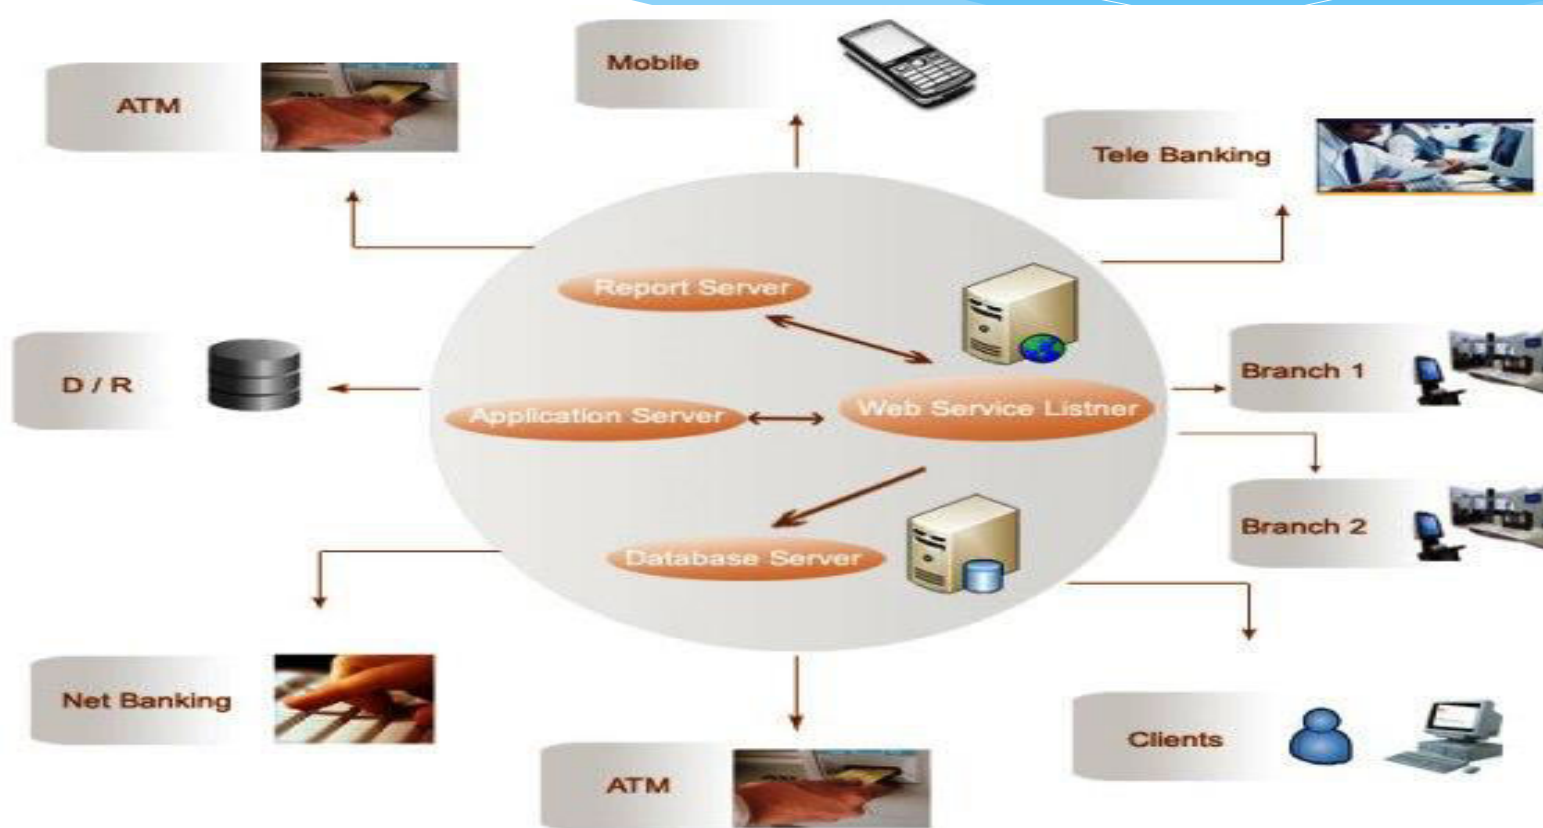 Mobile
ATM
Tele Banking
Report Server
Branch 1
D / R
Application Server
Web Service Listner
Branch 2
Database Server
Net Banking
Clients
ATM